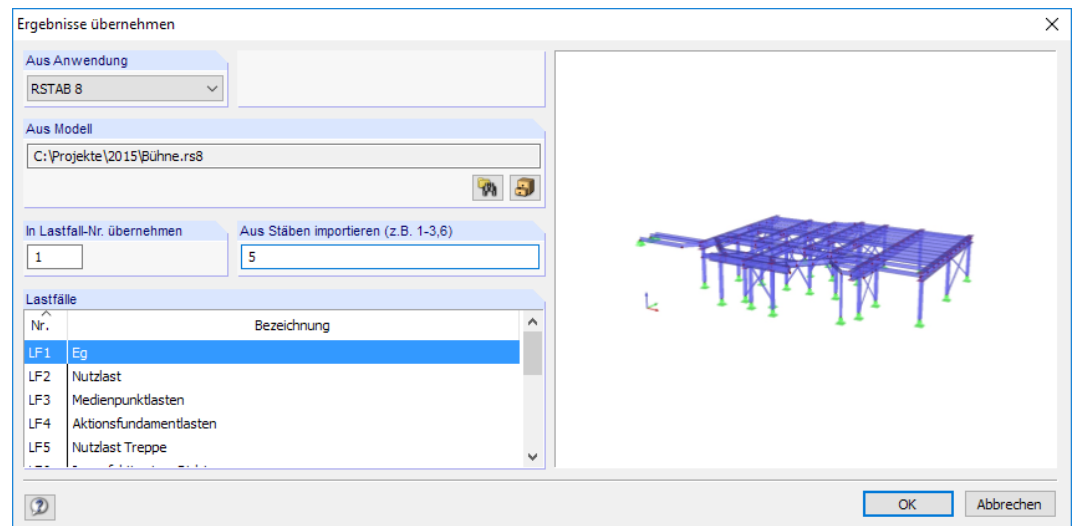 Ergebnisse übernehmen
Aus Anwendung
RSTAB 8
Aus Modell
C:\Projekte\2015\Bühne.rs8
In Lastfall-Nr. übernehmen
1
Aus Stäben importieren (z.B. 1-3,6)
5
Lastfälle
Nr. Bezeichnung
LF1 Eg
LF2 Nutzlast
LF3 Medienpunktlasten
LF4 Aktionsfundamentlasten
LF5 Nutzlast Treppe
OK Abbrechen